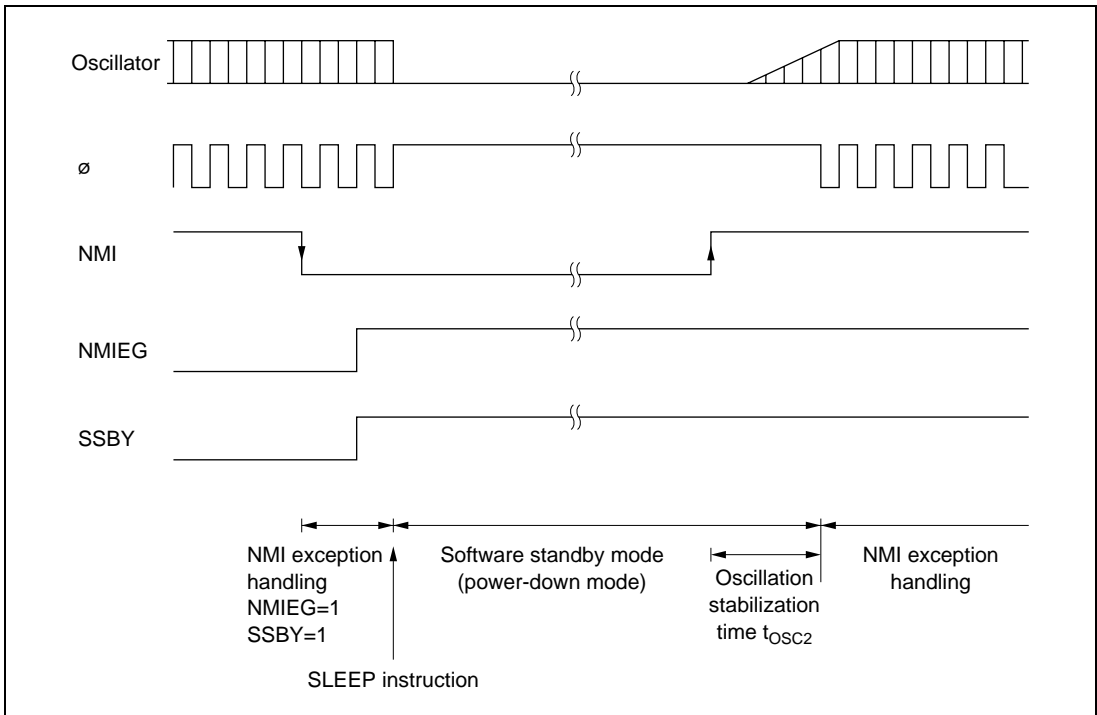 Oscillator
ø
NMI
NMIEG
SSBY
NMI exception
handling
NMIEG=1
SSBY=1
SLEEP instruction
Software standby mode
(power-down mode)
Oscillation
stabilization
time tOSC2
NMI exception
handling